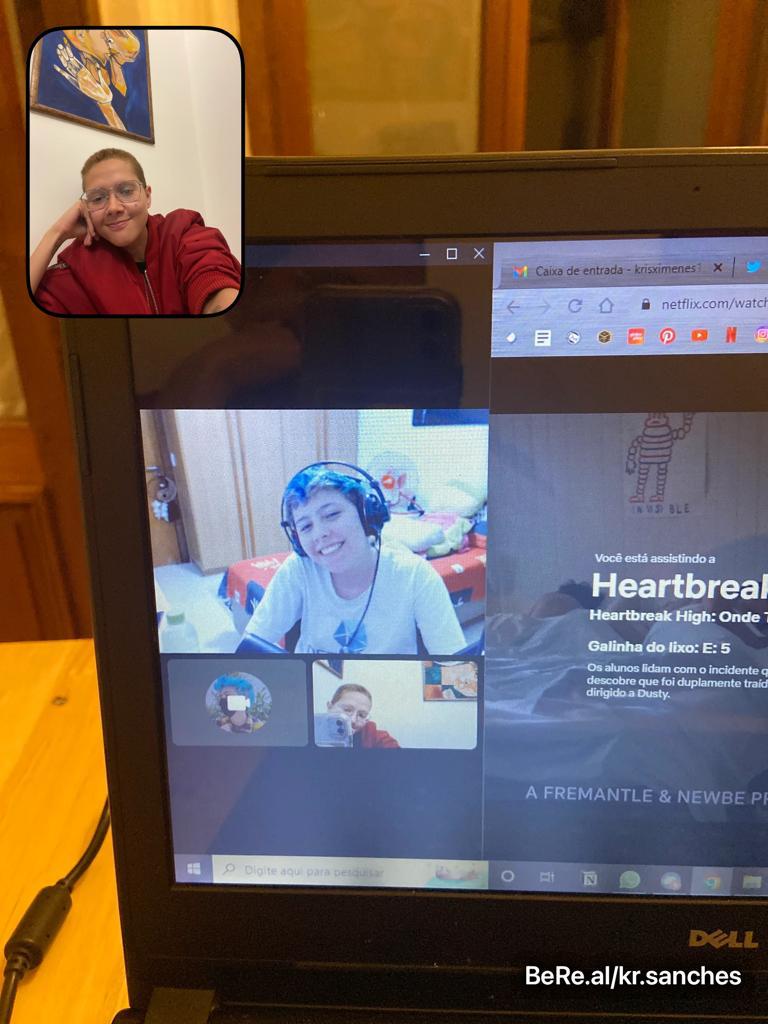 Caixa de entrada - krisximenes1
netflix.com/watch
INVISIBLE
Você está assistindo a
Heartbreak
Heartbreak High: Onde T
Galinha do lixo: E: 5
Os alunos lidam com o incidente q
descobre que foi duplamente traíd
dirigido a Dusty.
A FREMANTLE & NEWBE PR
Digite aqui para pesquisar
DELL
BeRe.al/kr.sanches